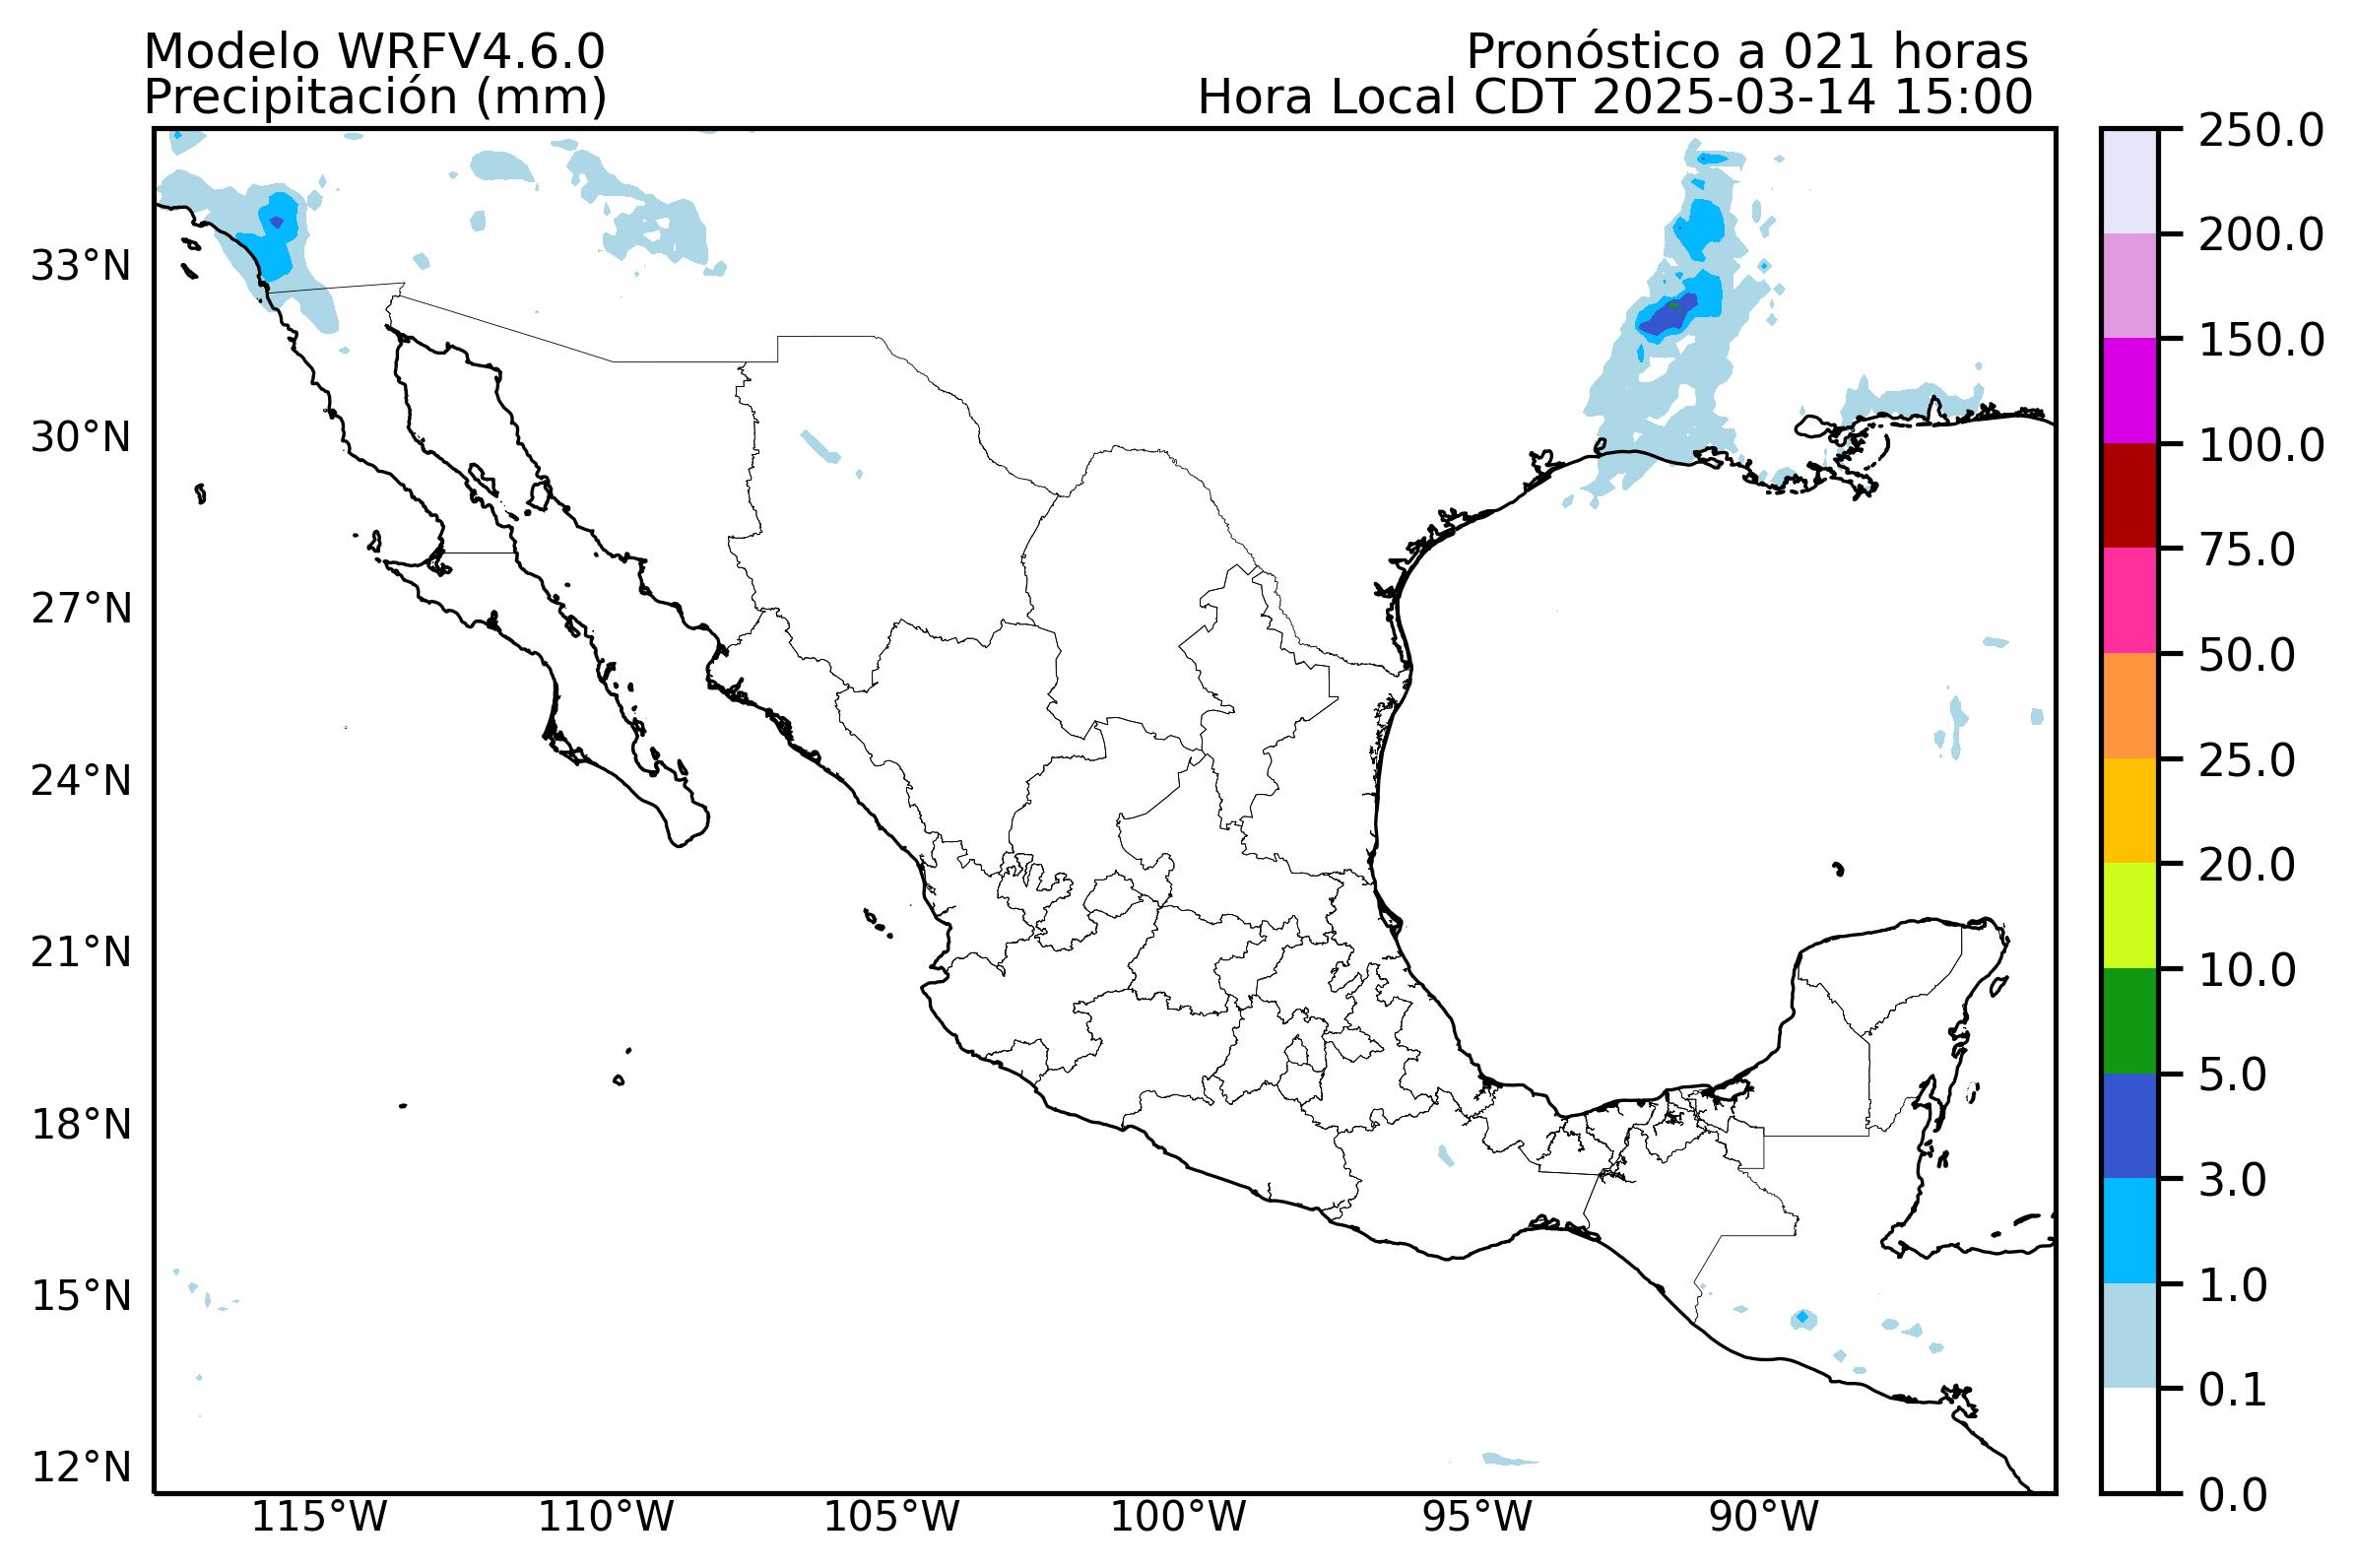 Modelo WRFV4.6.0
Pronóstico a 021 horas
Precipitación (mm)
Hora Local CDT 2025-03-14 15:00
33°N
30°N
27°N
24°N
21°N
18°N
15°N
12°N
115°W
110°W
105°W
100°W
95°W
90°W
250.0
200.0
150.0
100.0
75.0
50.0
25.0
20.0
10.0
5.0
3.0
1.0
0.1
0.0